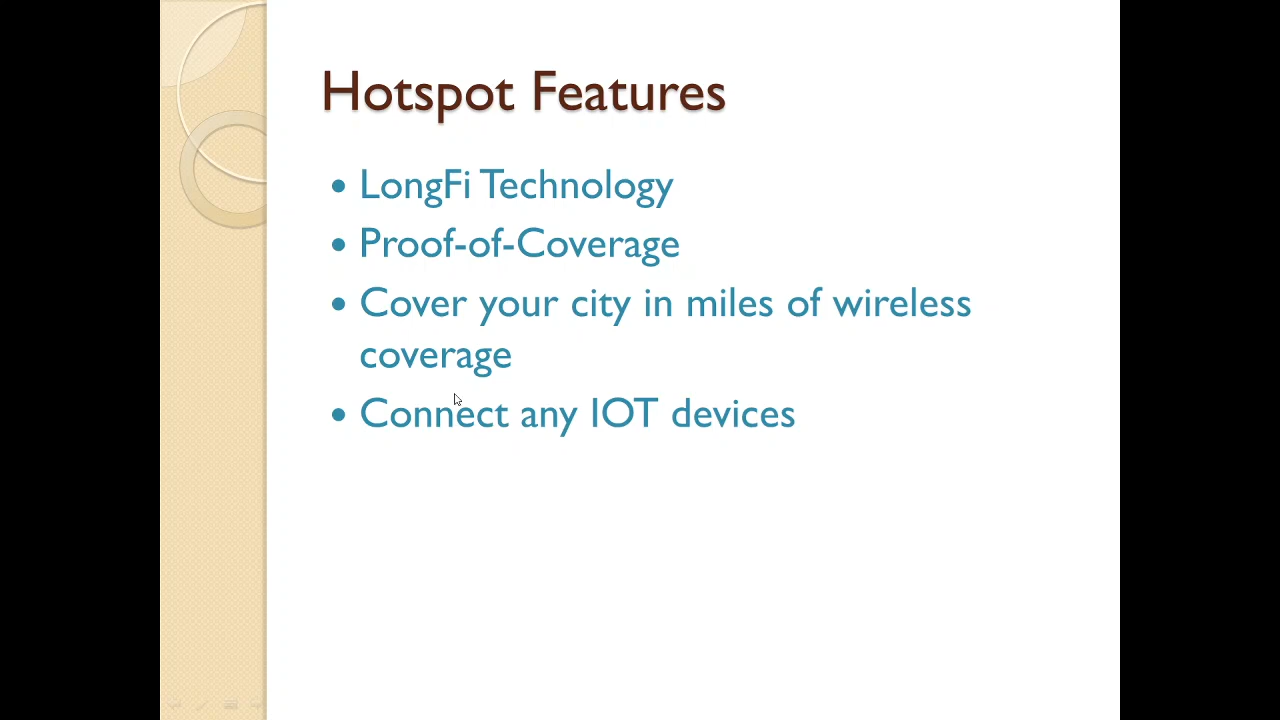 Hotspot Features
• LongFi Technology
• Proof-of-Coverage
• Cover your city in miles of wireless
coverage
• Connect any IOT devices